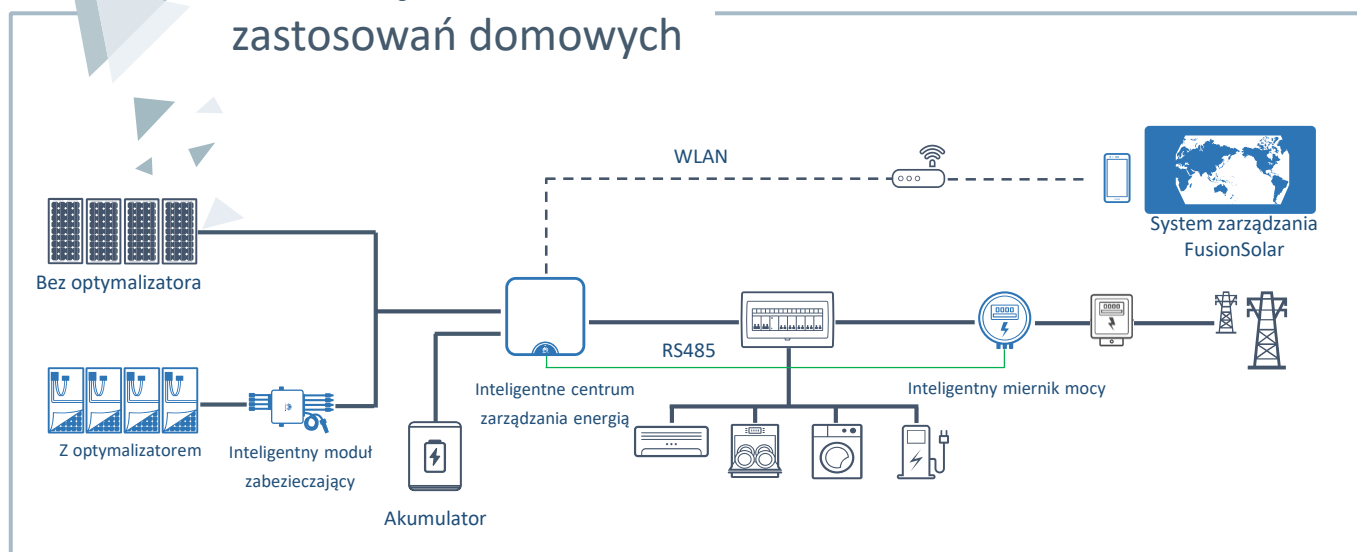 zastosowań domowych
WLAN
System zarządzania
FusionSolar
Bez optymalizatora
RS485
Inteligentne centrum
zarządzania energią
Inteligentny miernik mocy
Z optymalizatorem
Inteligentny moduł
zabezieczający
Akumulator